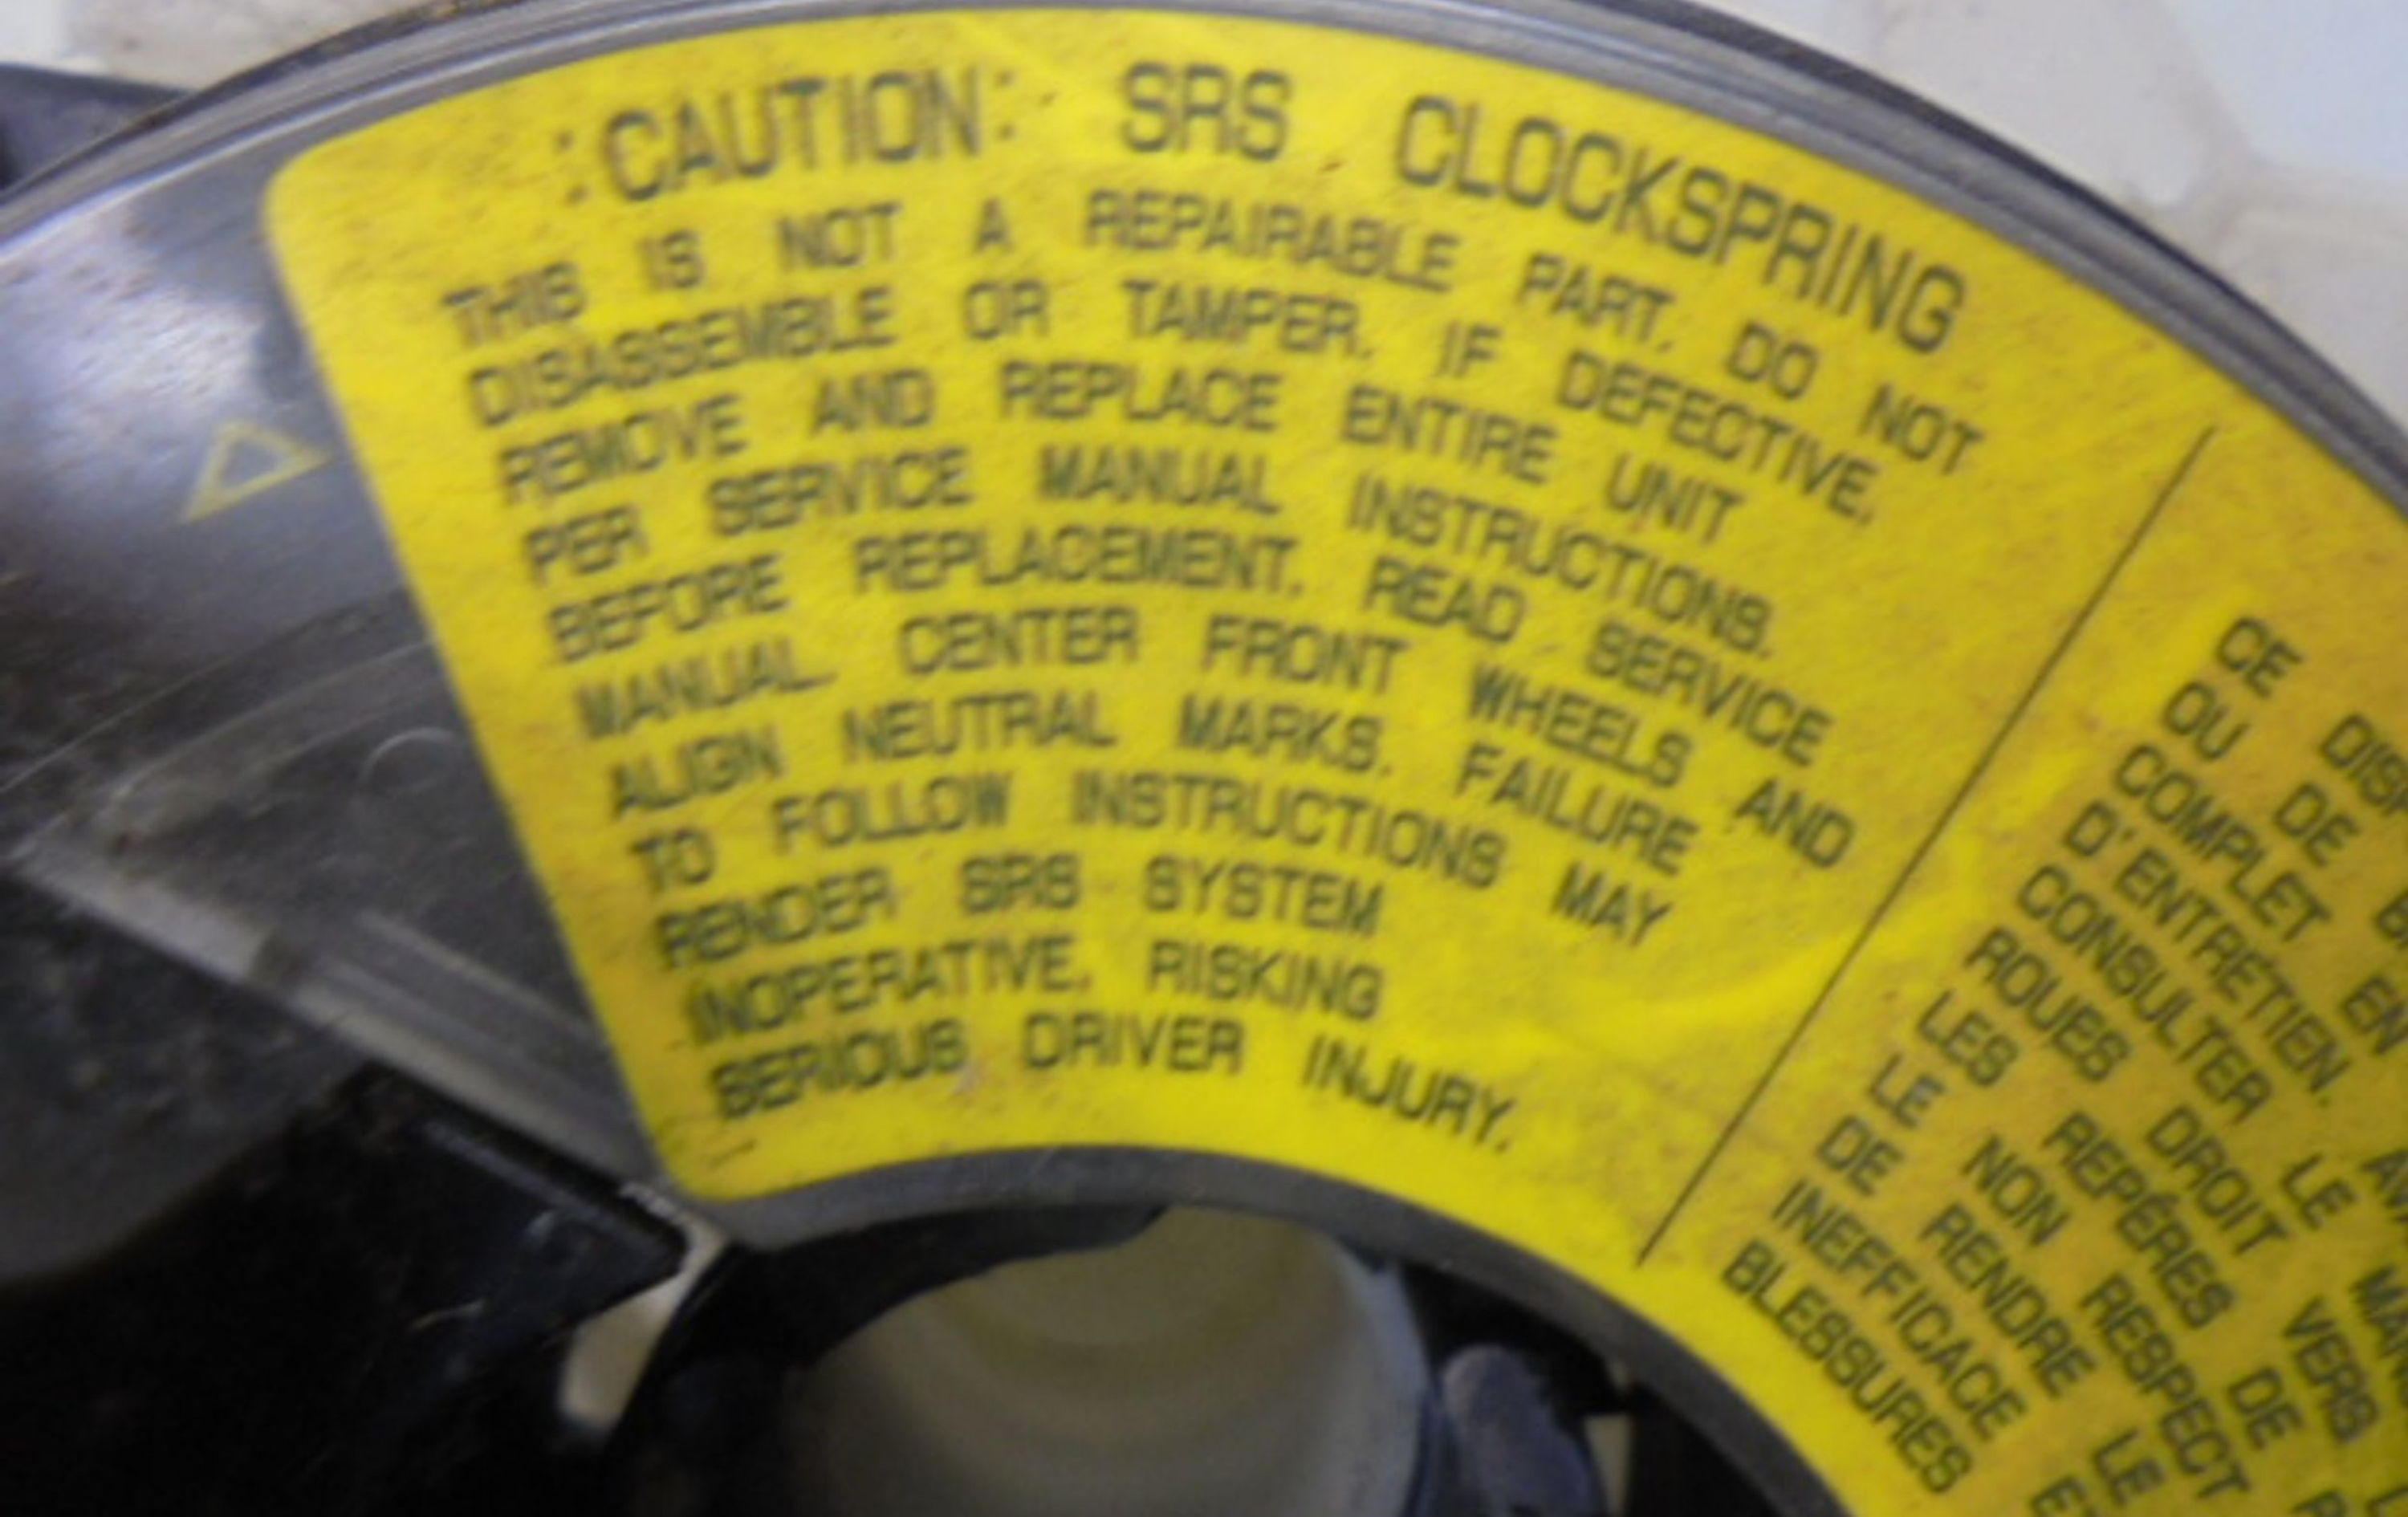 :CAUTION: SRS CLOCKSPRING
THIS IS NOT A REPAIRABLE PART. DO NOT
DISASSEMBLE OR TAMPER. IF DEFECTIVE,
REMOVE AND REPLACE ENTIRE UNIT
PER SERVICE MANUAL INSTRUCTIONS.
BEFORE REPLACEMENT, READ SERVICE
MANUAL. CENTER FRONT WHEELS AND
ALIGN NEUTRAL MARKS. FAILURE
TO FOLLOW INSTRUCTIONS MAY
RENDER SRS SYSTEM
INOPERATIVE, RISKING
SERIOUS DRIVER INJURY.
CE
OU DE
COMPLET EN
D'ENTRETIEN.
CONSULTER LE
ROUES DROIT VERS
LES REPÉRES DE
LE NON RESPECT
DE RENDRE LE
INEFFICACE
BLESSURES